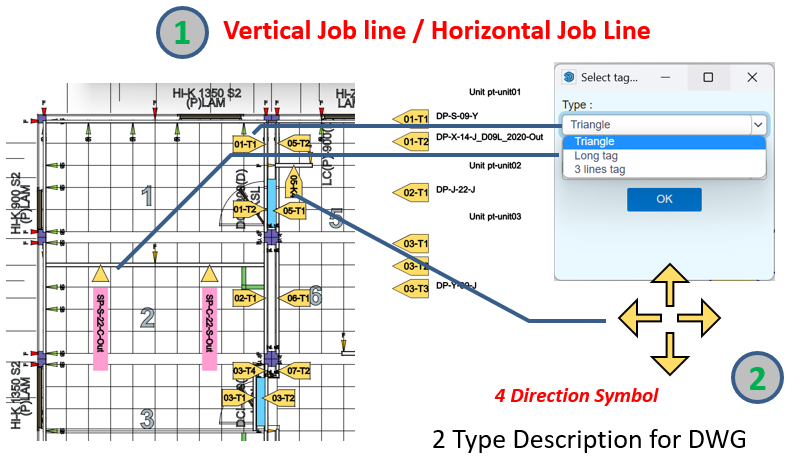 1
Vertical Job line / Horizontal Job Line
HI-K 1350 S2
(P)LAM
HI-K 900 S2
(P)LAM
01-T1
05-T2
1
01-T2
05-T1
5
SP-S-22-C-Out
SP-C-22-S-Out
2
02-T1
06-T1
6
03-T4
07-T2
HI-K 1350 S2
(P)LAM
3
03-T1
03-T2
Unit pt-unit01
01-T1
DP-S-09-Y
01-T2
DP-X-14-J_D09L_2020-Out
Unit pt-unit02
02-T1
DP-J-22-J
Unit pt-unit03
03-T1
03-T2
03-T3
DP-Y-09-J
Select tag...
Type :
Triangle
Triangle
Long tag
3 lines tag
OK
4 Direction Symbol
2
2 Type Description for DWG